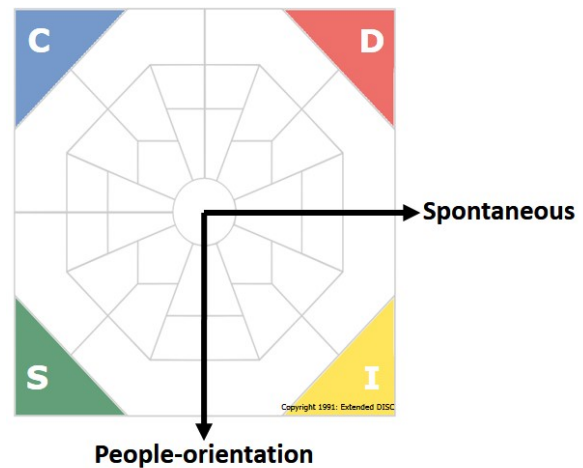 C D
Spontaneous
S I
Copyright 1991: Extended DISC
People-orientation